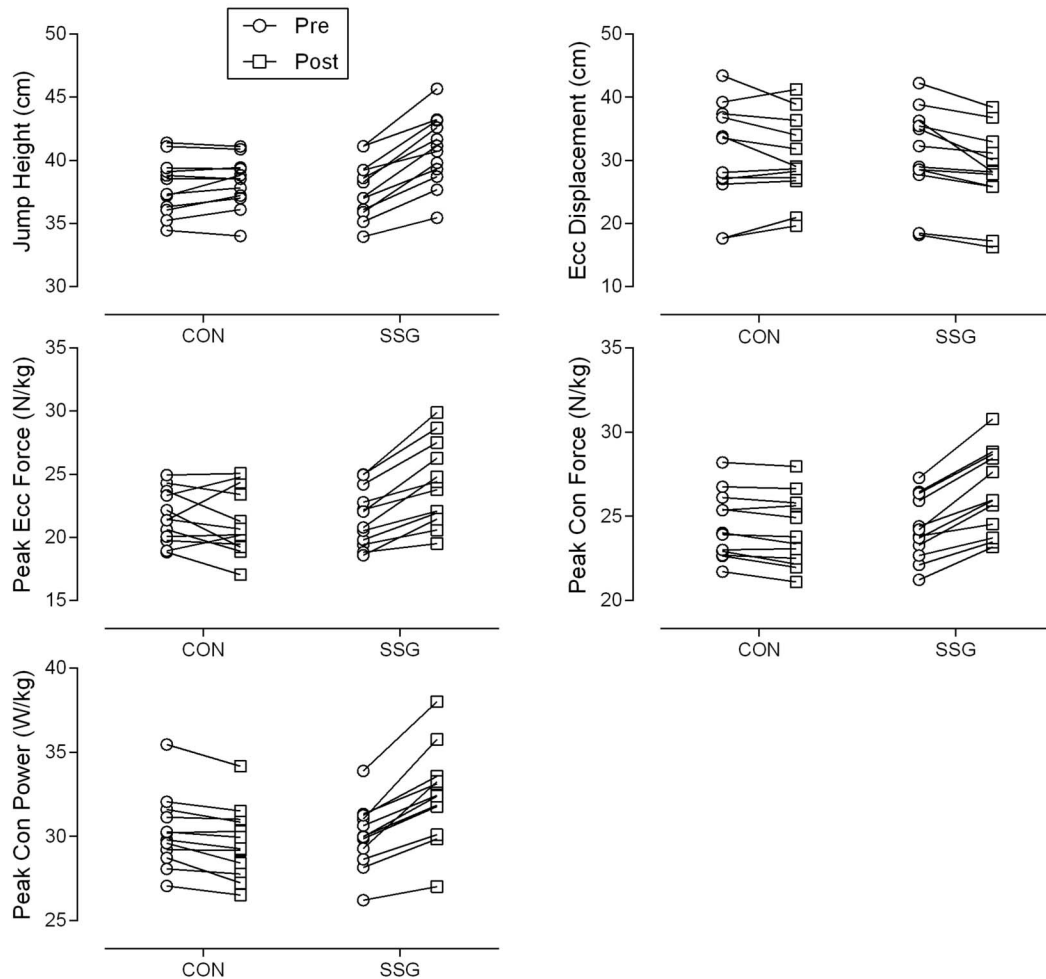 Pre
Post
Jump Height (cm)
50
45
40
35
30
CON
SSG
Ecc Displacement (cm)
50
40
30
20
10
CON
SSG
Peak Ecc Force (N/kg)
35
30
25
20
15
CON
SSG
Peak Con Force (N/kg)
35
30
25
20
CON
SSG
Peak Con Power (W/kg)
40
35
30
25
CON
SSG